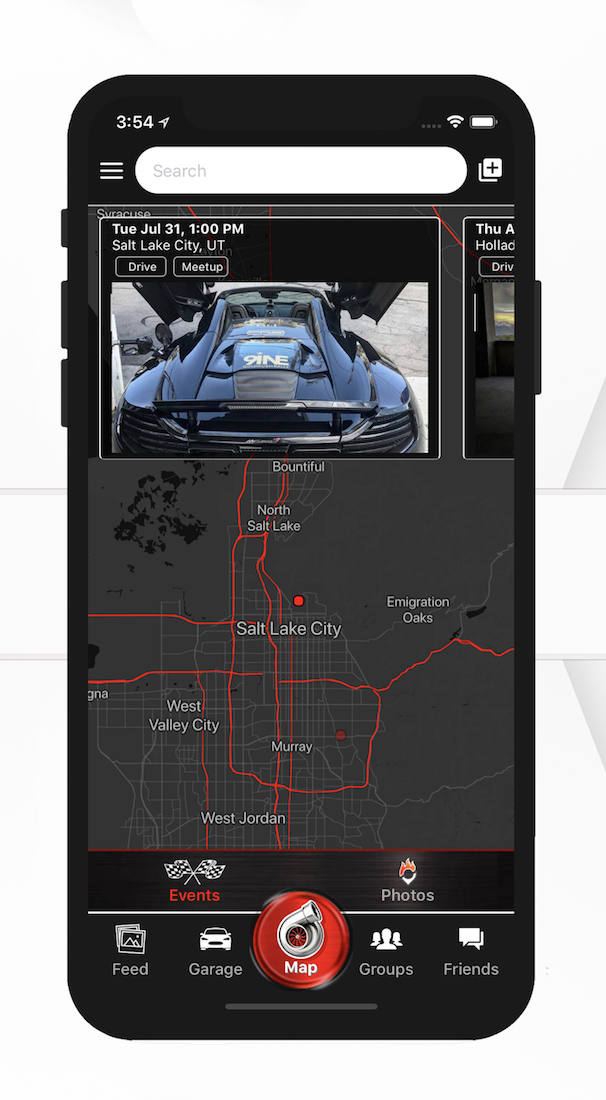 3:54
Search
Syracuse
Tue Jul 31, 1:00 PM
Salt Lake City, UT
Drive
Meetup
Thu A
Hollad
Driv
Layton
9INE
Bountiful
North
Salt Lake
Emigration
Oaks
Salt Lake City
gna
West
Valley City
Murray
West Jordan
Events
Photos
Feed
Garage
Map
Groups
Friends